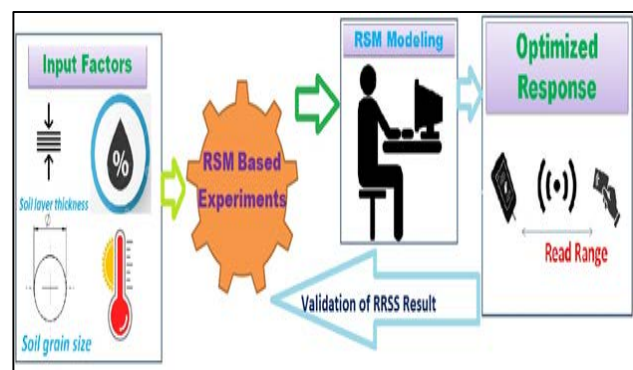 Input Factors
%
Soil layer thickness
Soil grain size
RSM Based
Experiments
RSM Modeling
Optimized
Response
Read Range
Validation of RRSS Result